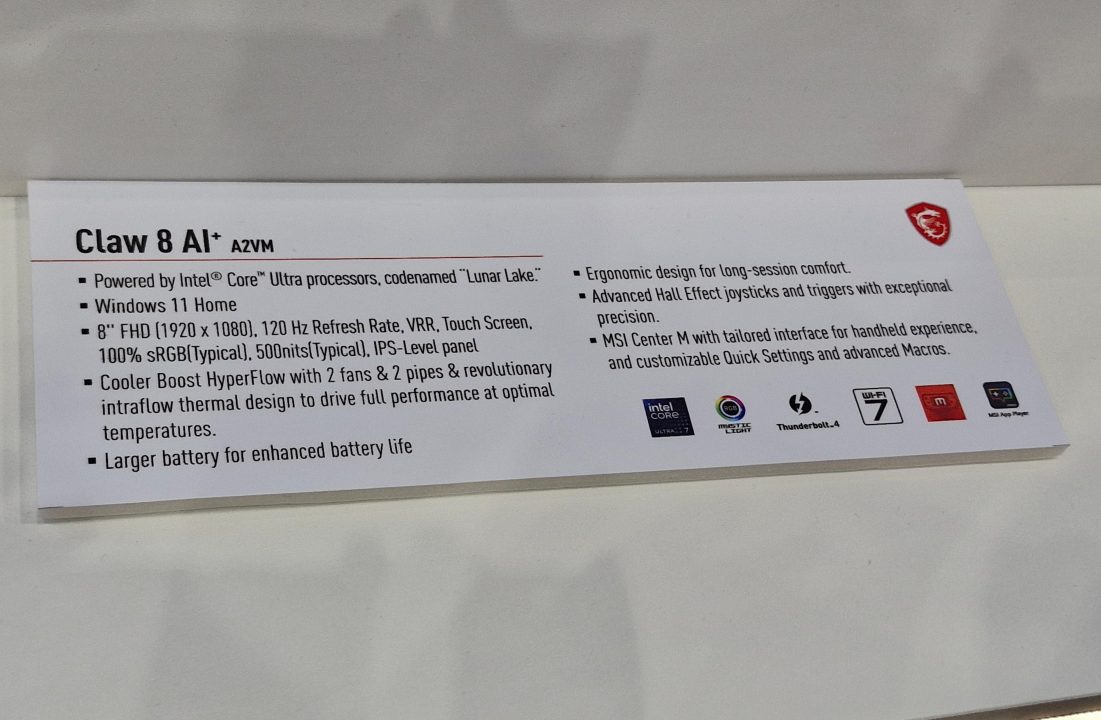 Claw 8 AI⁺ A2VM
▪ Powered by Intel® Core™ Ultra processors, codenamed “Lunar Lake.”
▪ Windows 11 Home
▪ 8'' FHD (1920 x 1080), 120 Hz Refresh Rate, VRR, Touch Screen,
100% sRGB(Typical), 500nits(Typical), IPS-Level panel
▪ Cooler Boost HyperFlow with 2 fans & 2 pipes & revolutionary
intraflow thermal design to drive full performance at optimal
temperatures.
▪ Larger battery for enhanced battery life
▪ Ergonomic design for long-session comfort.
▪ Advanced Hall Effect joysticks and triggers with exceptional
precision.
▪ MSI Center M with tailored interface for handheld experience,
and customizable Quick Settings and advanced Macros.
intel
CORE
ULTRA 7
RGB
MYSTIC
LIGHT
Thunderbolt™4
Wi-Fi
7
m
MSI App Player